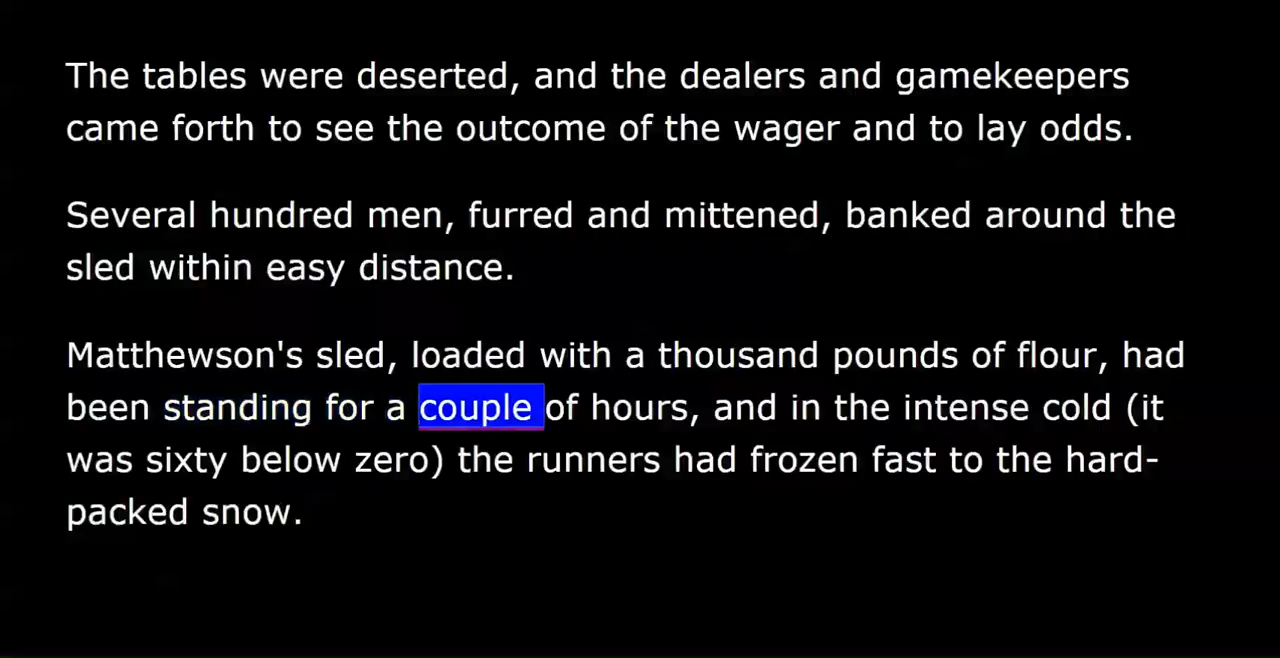 The tables were deserted, and the dealers and gamekeepers
came forth to see the outcome of the wager and to lay odds.
Several hundred men, furred and mittened, banked around the
sled within easy distance.
Matthewson's sled, loaded with a thousand pounds of flour, had
been standing for a couple of hours, and in the intense cold (it
was sixty below zero) the runners had frozen fast to the hard-
packed snow.